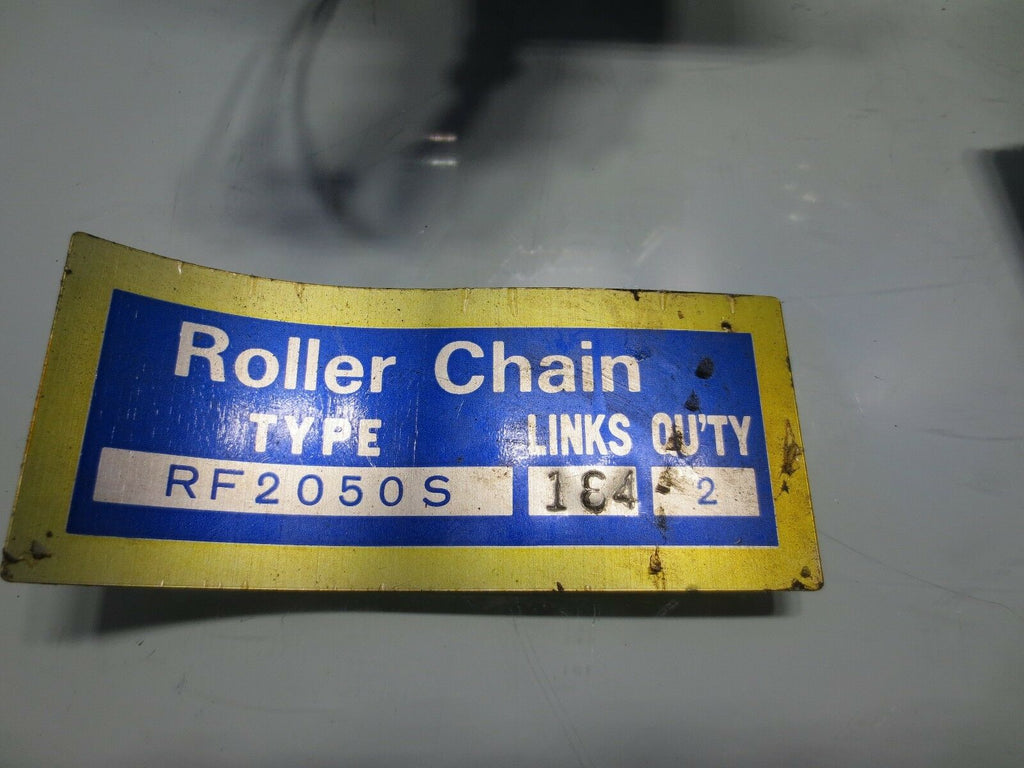 Roller Chain
TYPE LINKS QU'TY
RF2050S 184 2